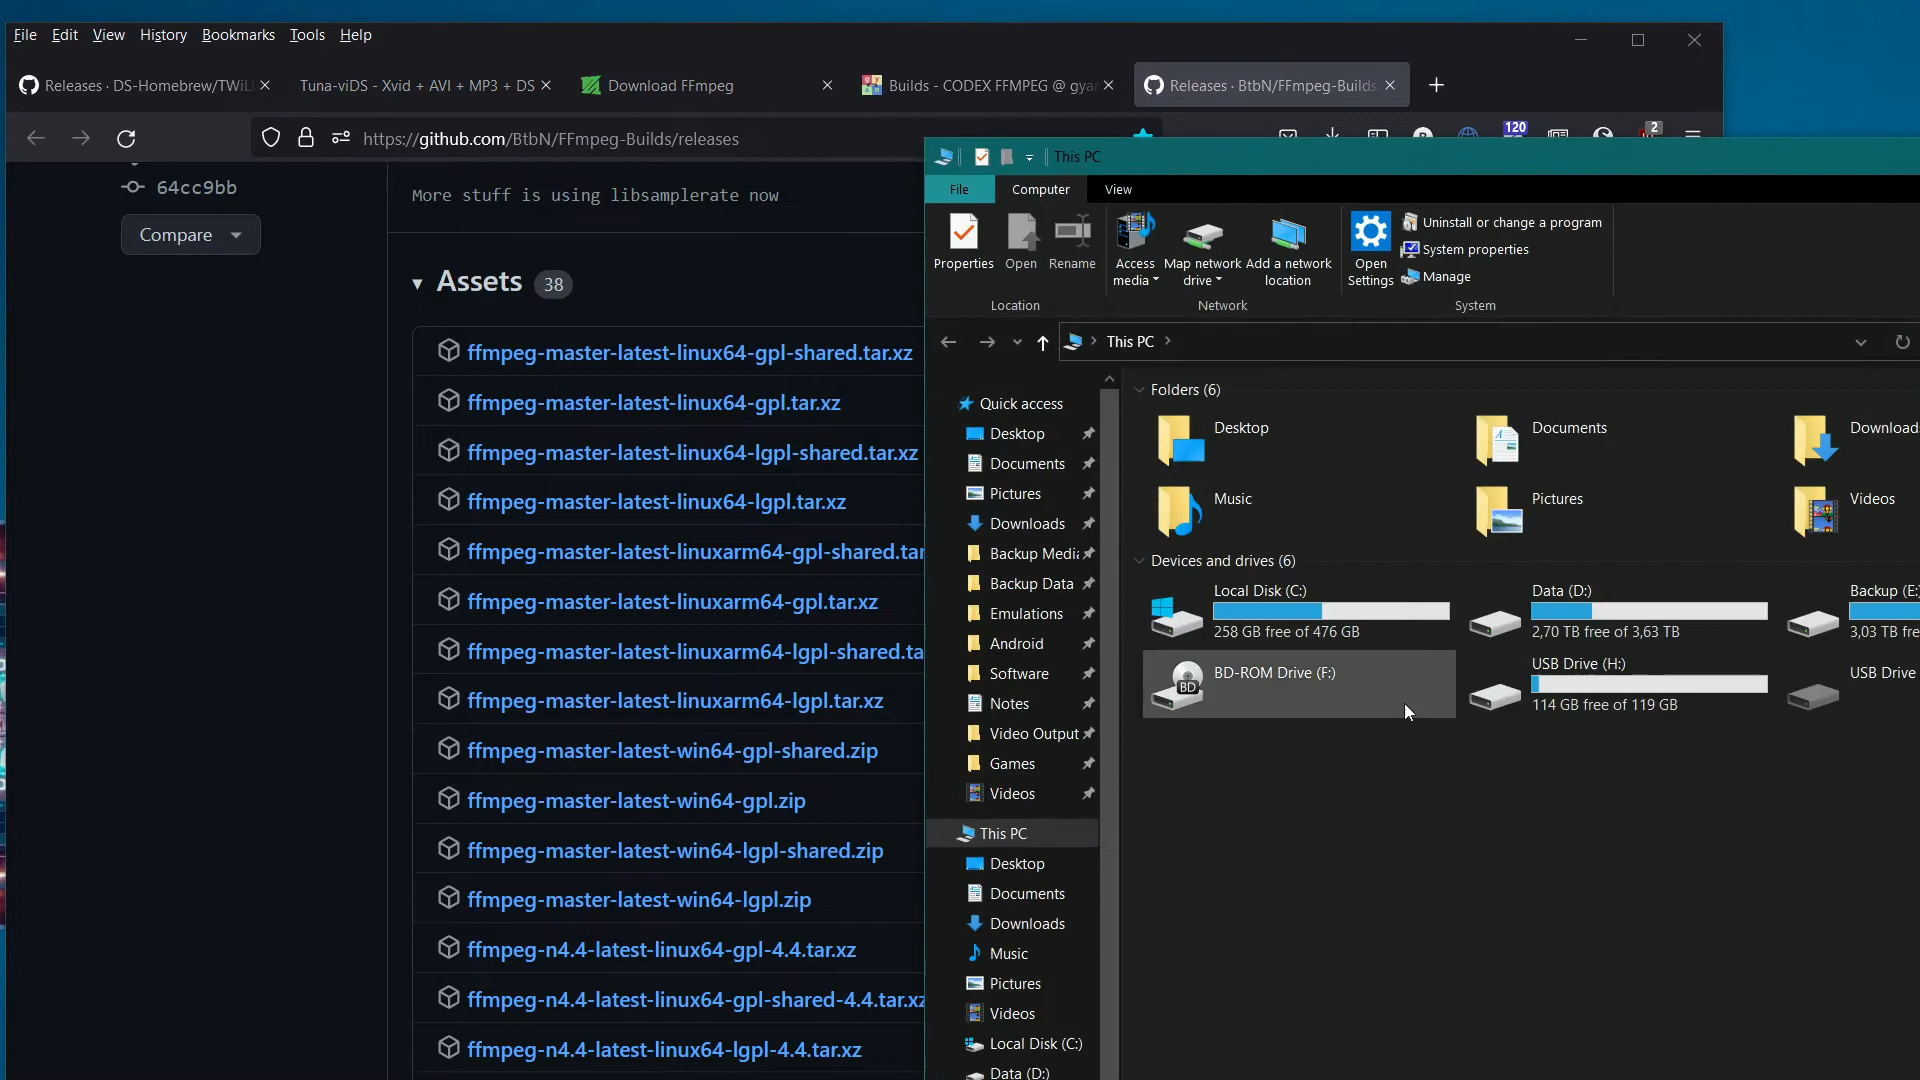 File Edit View History Bookmarks Tools Help
Releases · DS-Homebrew/TWiLi
Tuna-viDS - Xvid + AVI + MP3 + DS
Download FFmpeg
Builds - CODEX FFMPEG @ gyan
Releases · BtbN/FFmpeg-Builds
https://github.com/BtbN/FFmpeg-Builds/releases
120
2
64cc9bb
Compare
More stuff is using libsamplerate now
Assets 38
ffmpeg-master-latest-linux64-gpl-shared.tar.xz
ffmpeg-master-latest-linux64-gpl.tar.xz
ffmpeg-master-latest-linux64-lgpl-shared.tar.xz
ffmpeg-master-latest-linux64-lgpl.tar.xz
ffmpeg-master-latest-linuxarm64-gpl-shared.tar
ffmpeg-master-latest-linuxarm64-gpl.tar.xz
ffmpeg-master-latest-linuxarm64-lgpl-shared.ta
ffmpeg-master-latest-linuxarm64-lgpl.tar.xz
ffmpeg-master-latest-win64-gpl-shared.zip
ffmpeg-master-latest-win64-gpl.zip
ffmpeg-master-latest-win64-lgpl-shared.zip
ffmpeg-master-latest-win64-lgpl.zip
ffmpeg-n4.4-latest-linux64-gpl-4.4.tar.xz
ffmpeg-n4.4-latest-linux64-gpl-shared-4.4.tar.xz
ffmpeg-n4.4-latest-linux64-lgpl-4.4.tar.xz
This PC
File Computer View
Properties
Open
Rename
Location
Access media
Map network drive
Add a network location
Network
Open Settings
Uninstall or change a program
System properties
Manage
System
This PC
Quick access
Desktop
Documents
Pictures
Downloads
Backup Media
Backup Data
Emulations
Android
Software
Notes
Video Output
Games
Videos
This PC
Desktop
Documents
Downloads
Music
Pictures
Videos
Local Disk (C:)
Data (D:)
Folders (6)
Desktop
Documents
Downloads
Music
Pictures
Videos
Devices and drives (6)
Local Disk (C:)
258 GB free of 476 GB
Data (D:)
2,70 TB free of 3,63 TB
Backup (E:)
3,03 TB fre
BD
BD-ROM Drive (F:)
USB Drive (H:)
114 GB free of 119 GB
USB Drive